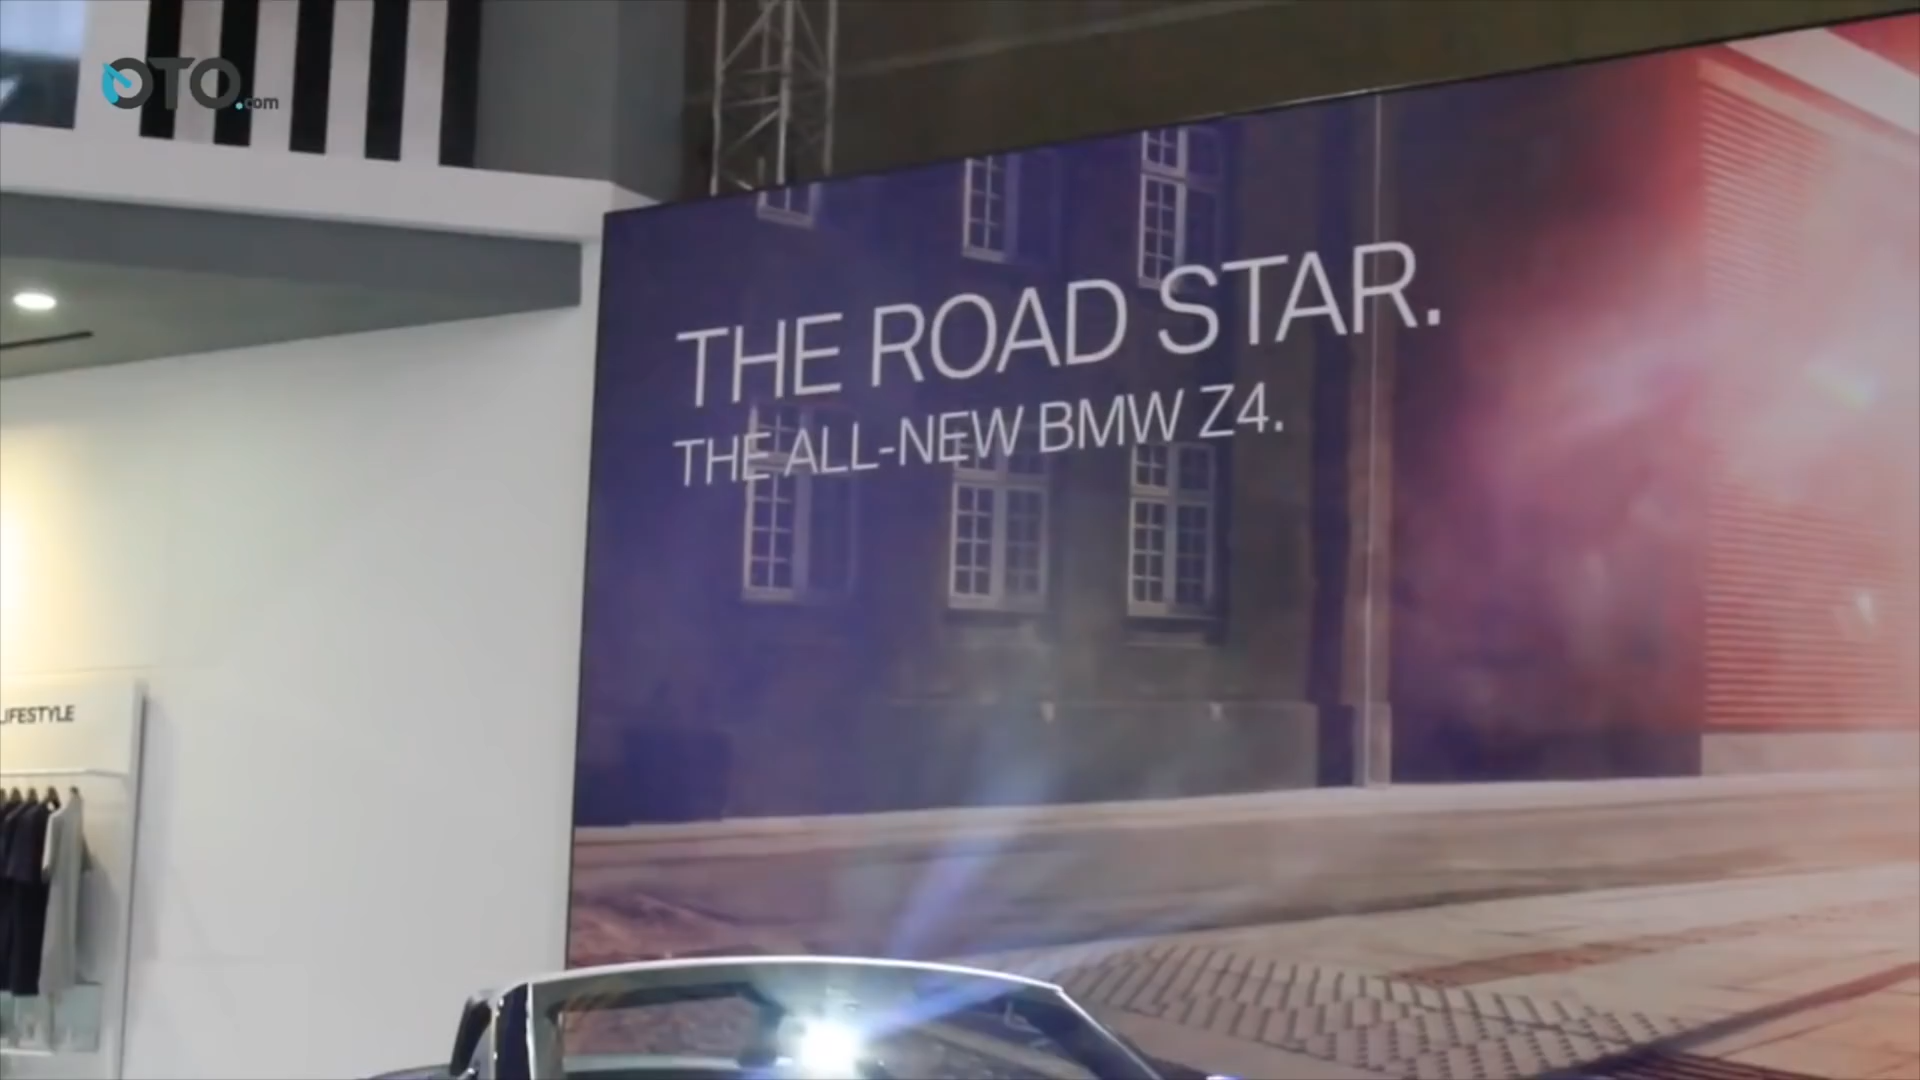 OTO.com
THE ROAD STAR.
THE ALL-NEW BMW Z4.
LIFESTYLE